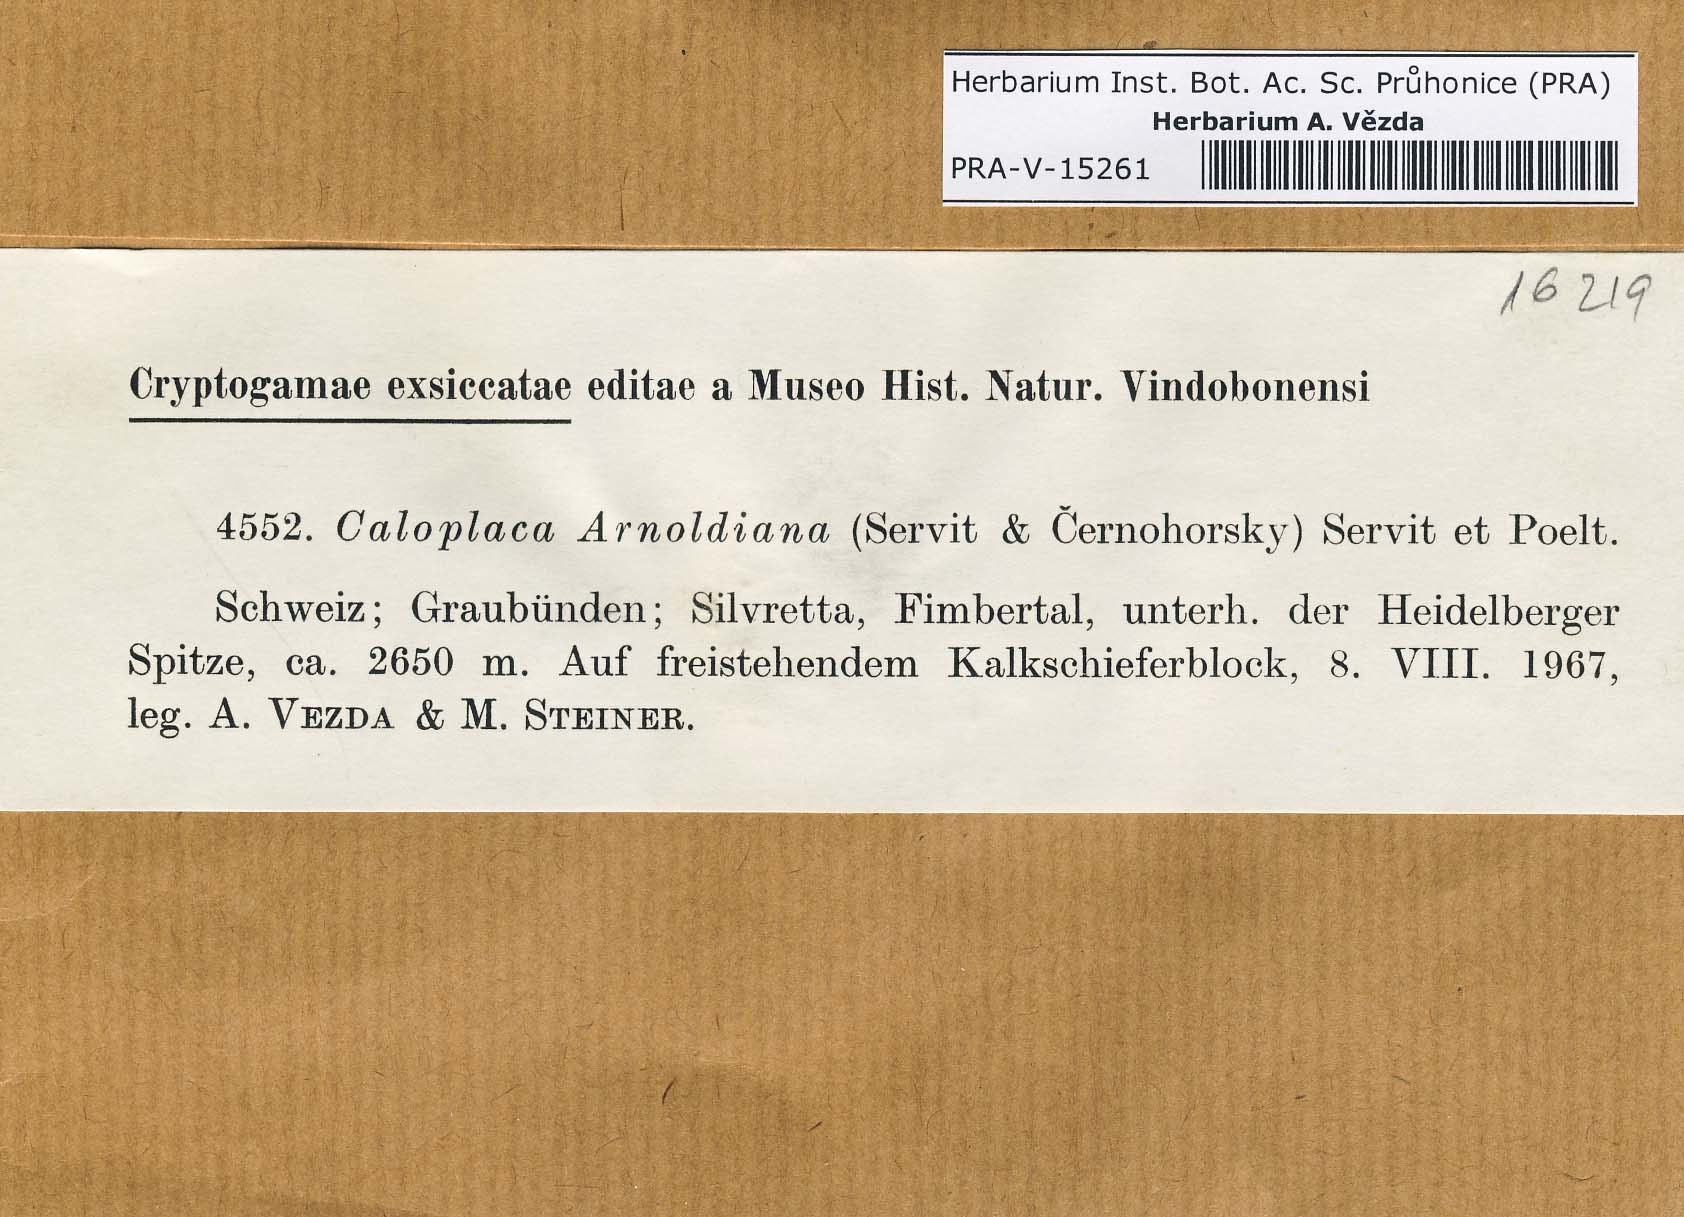 Herbarium Inst. Bot. Ac. Sc. Průhonice (PRA)
Herbarium A. Vězda
PRA-V-15261
16 219
Cryptogamae exsiccatae editae a Museo Hist. Natur. Vindobonensi
4552. Caloplaca Arnoldiana (Servit & Černohorsky) Servit et Poelt.
Schweiz; Graubünden; Silvretta, Fimbertal, unterh. der Heidelberger
Spitze, ca. 2650 m. Auf freistehendem Kalkschieferblock, 8. VIII. 1967,
leg. A. VEZDA & M. STEINER.